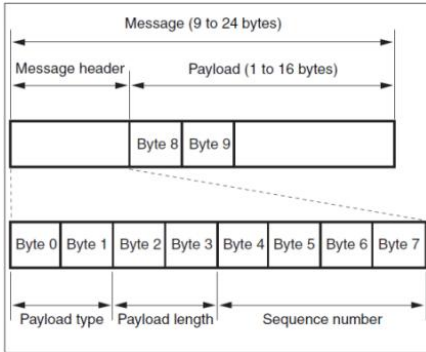 Message (9 to 24 bytes)
Message header Payload (1 to 16 bytes)
Byte 8 Byte 9
Byte 0 Byte 1 Byte 2 Byte 3 Byte 4 Byte 5 Byte 6 Byte 7
Payload type Payload length Sequence number